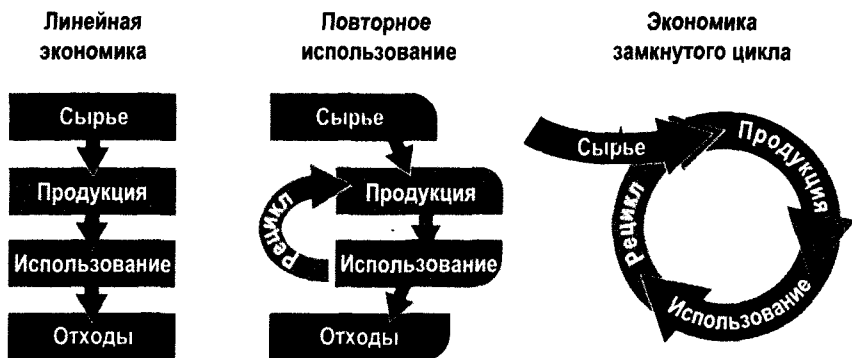 Линейная
экономика
Сырье
Продукция
Использование
Отходы
Повторное
использование
Сырье
Продукция
Рецикл
Использование
Отходы
Экономика
замкнутого цикла
Сырье
Продукция
Использование
Рецикл